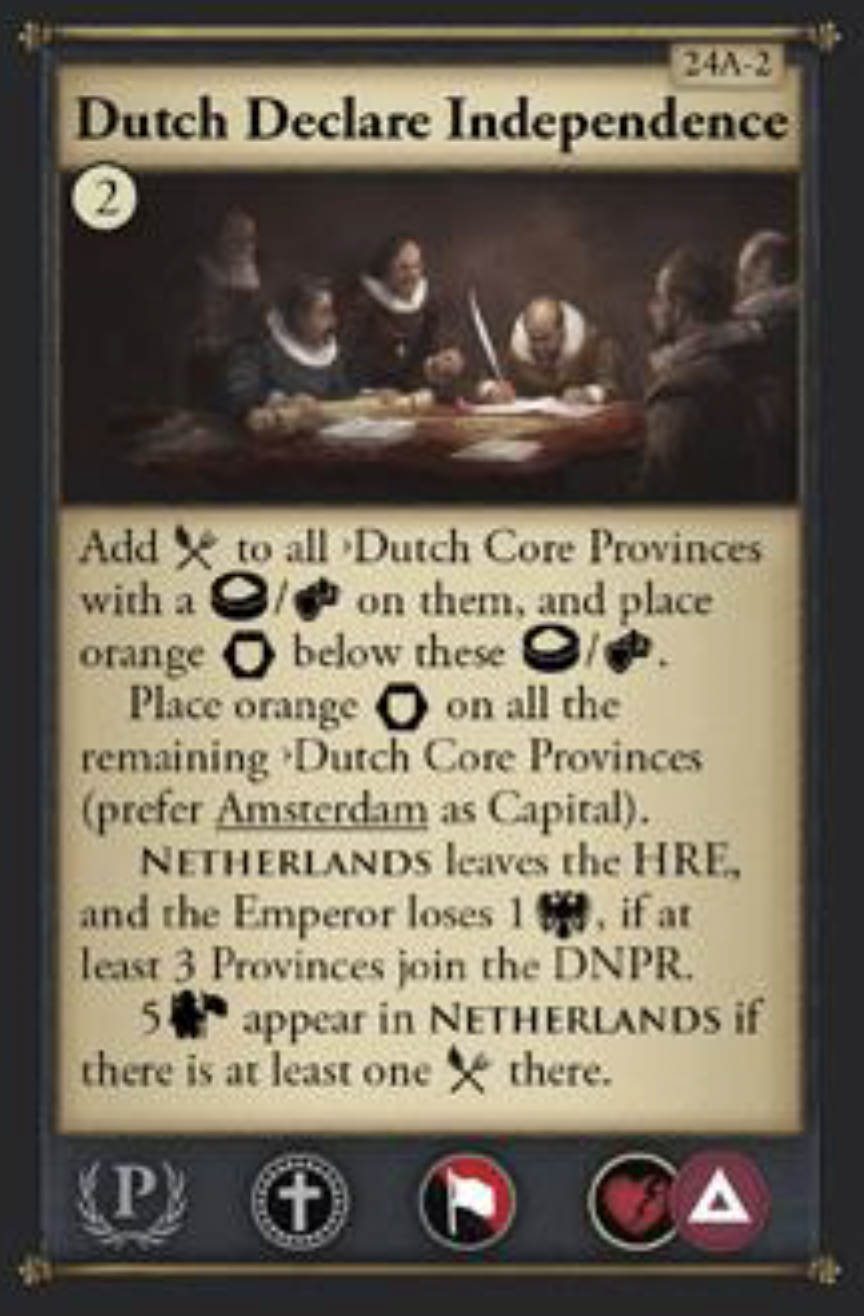 24A-2
Dutch Declare Independence
2
Add to all ›Dutch Core Provinces
with a / on them, and place
orange below these / .
Place orange on all the
remaining ›Dutch Core Provinces
(prefer Amsterdam as Capital).
NETHERLANDS leaves the HRE,
and the Emperor loses 1 , if at
least 3 Provinces join the DNPR.
5 appear in NETHERLANDS if
there is at least one there.
P